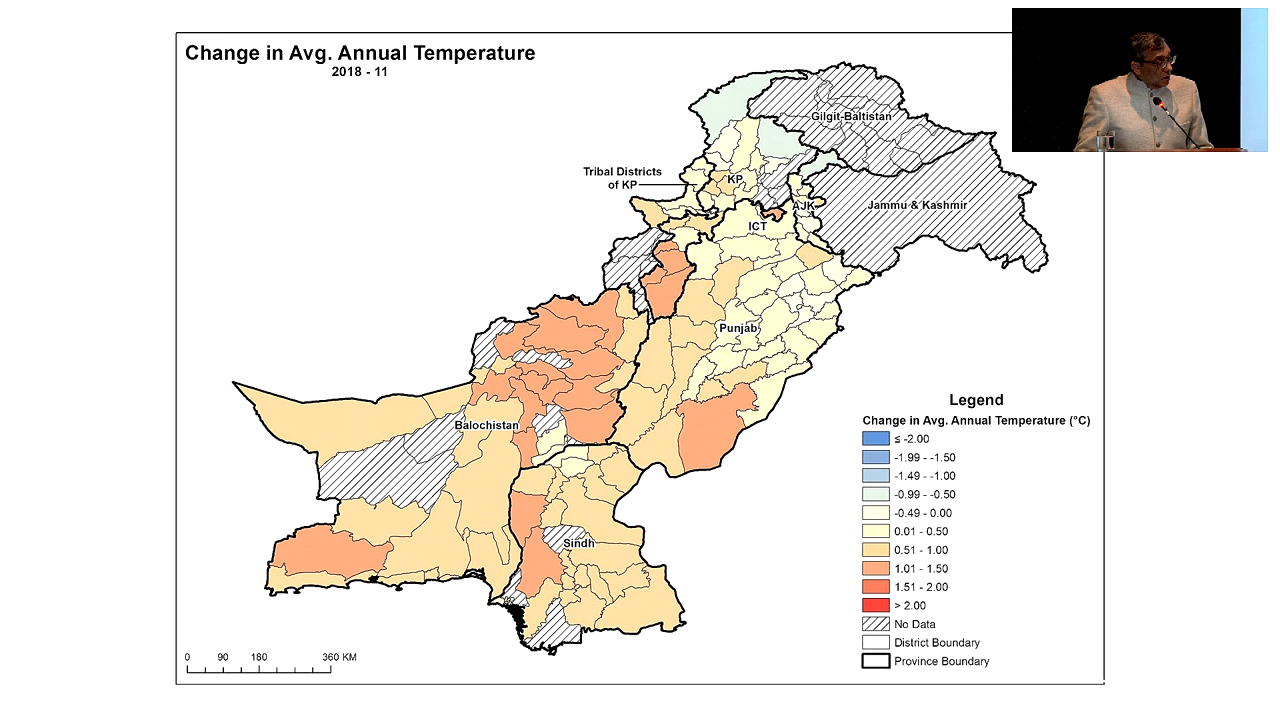 Change in Avg. Annual Temperature
2018 - 11
Gilgit-Baltistan
Tribal Districts
of KP
KP
AJK
Jammu & Kashmir
ICT
Punjab
Balochistan
Sindh
Legend
Change in Avg. Annual Temperature (°C)
≤ -2.00
-1.99 - -1.50
-1.49 - -1.00
-0.99 - -0.50
-0.49 - 0.00
0.01 - 0.50
0.51 - 1.00
1.01 - 1.50
1.51 - 2.00
> 2.00
No Data
District Boundary
Province Boundary
0 90 180 360 KM